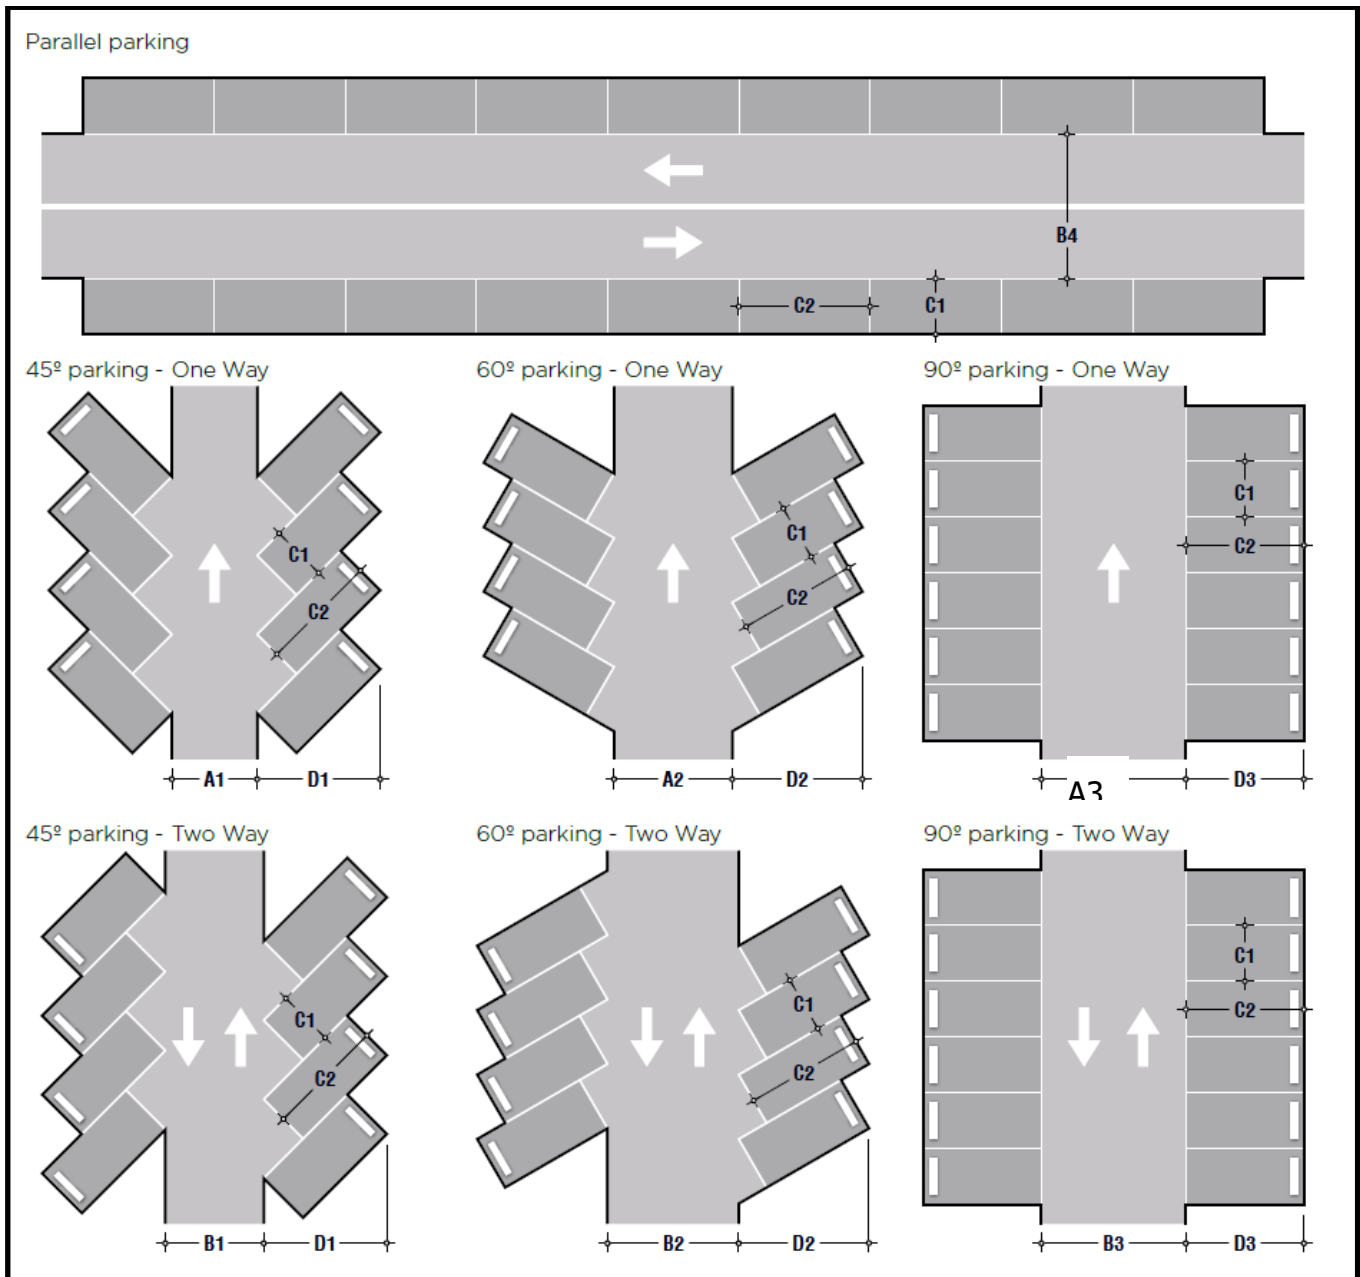 Parallel parking
B4
C2 C1
45º parking - One Way 60º parking - One Way 90º parking - One Way
C1 C1 C1
C2 C2 C2
A1 D1 A2 D2 A3 D3
45º parking - Two Way 60º parking - Two Way 90º parking - Two Way
C1 C1 C1
C2 C2 C2
B1 D1 B2 D2 B3 D3